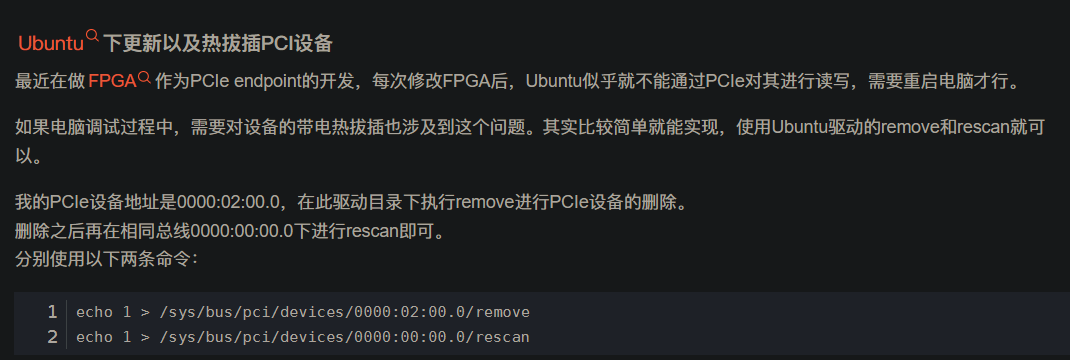 Ubuntu下更新以及热拔插PCI设备
最近在做FPGA作为PCIe endpoint的开发，每次修改FPGA后，Ubuntu似乎就不能通过PCIe对其进行读写，需要重启电脑才行。
如果电脑调试过程中，需要对设备的带电热拔插也涉及到这个问题。其实比较简单就能实现，使用Ubuntu驱动的remove和rescan就可
以。
我的PCIe设备地址是0000:02:00.0，在此驱动目录下执行remove进行PCIe设备的删除。
删除之后再在相同总线0000:00:00.0下进行rescan即可。
分别使用以下两条命令：
1 echo 1 > /sys/bus/pci/devices/0000:02:00.0/remove
2 echo 1 > /sys/bus/pci/devices/0000:00:00.0/rescan